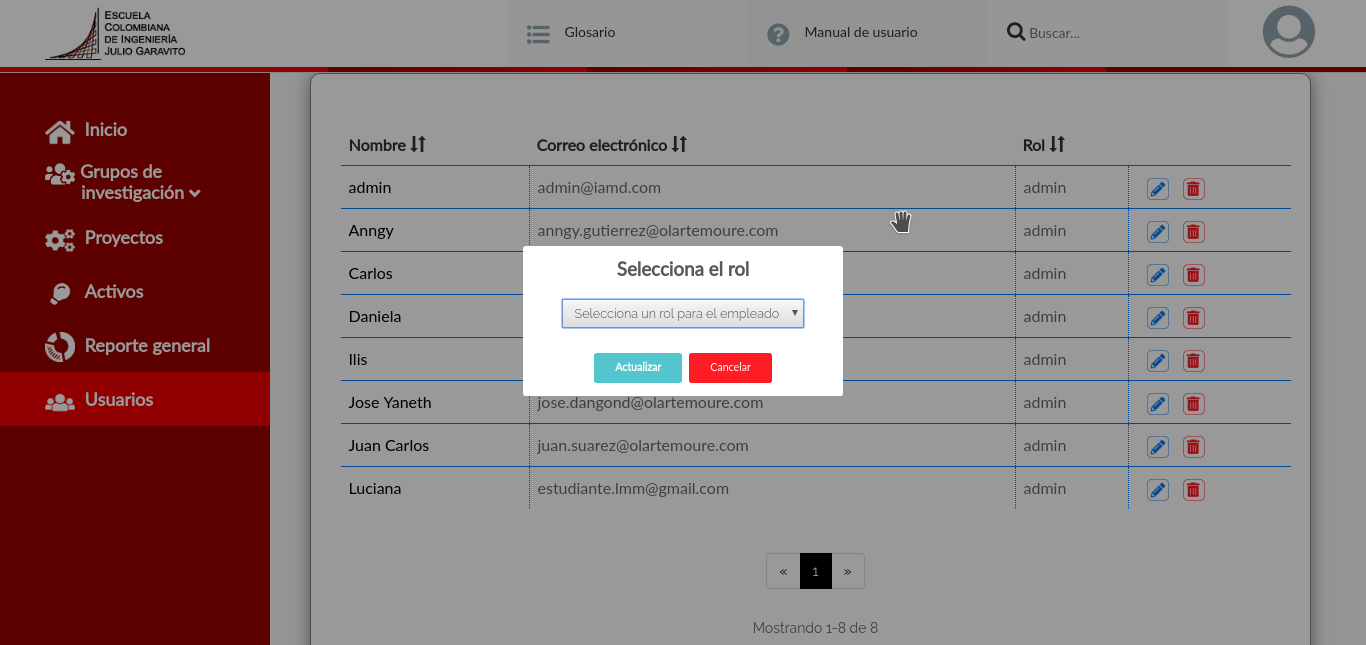 ESCUELA
COLOMBIANA
DE INGENIERÍA
JULIO GARAVITO
Glosario
Manual de usuario
Buscar...
Inicio
Grupos de
investigación
Proyectos
Activos
Reporte general
Usuarios
Nombre Correo electrónico Rol
admin admin@iamd.com admin
Anngy anngy.gutierrez@olartemoure.com admin
Carlos admin
Daniela admin
Ilis admin
Jose Yaneth jose.dangond@olartemoure.com admin
Juan Carlos juan.suarez@olartemoure.com admin
Luciana estudiante.lmm@gmail.com admin
Selecciona el rol
Selecciona un rol para el empleado
Actualizar Cancelar
« 1 »
Mostrando 1-8 de 8